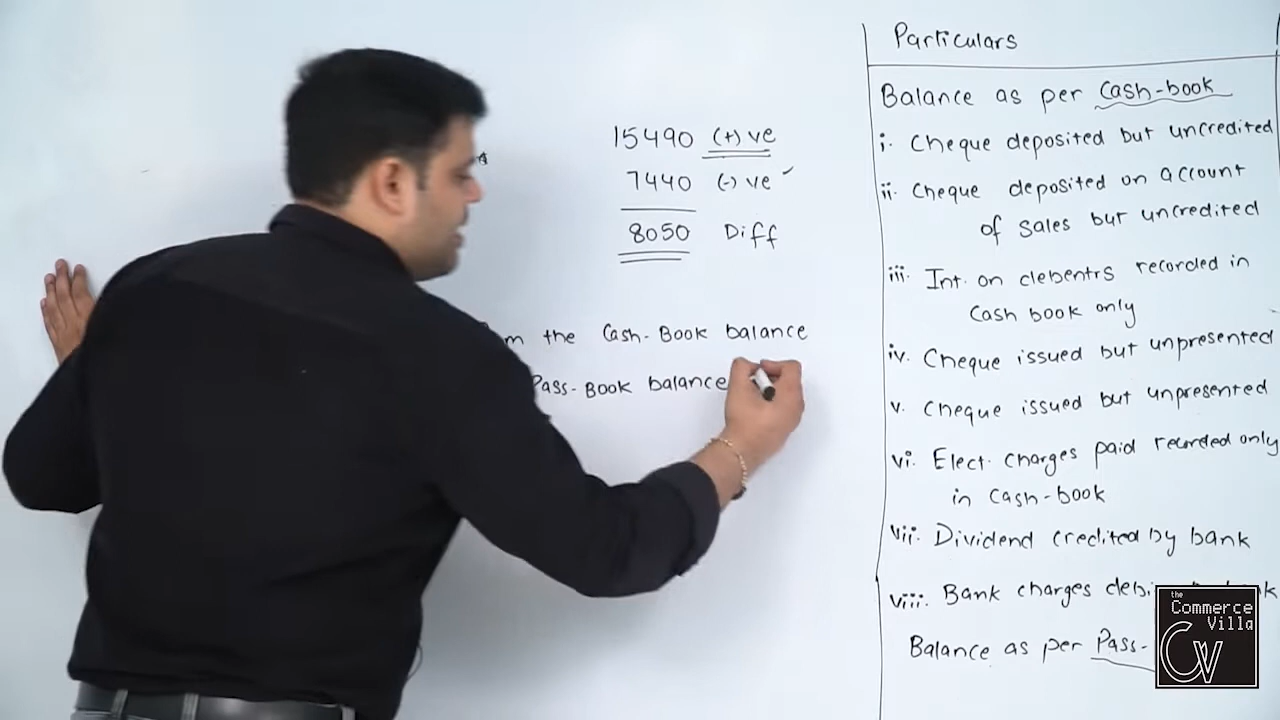 15490 (+) ve
7440 (-) ve
8050 Diff
the Cash-Book balance
Pass-Book balance
Particulars
Balance as per Cash-book
i. Cheque deposited but uncredited
ii. Cheque deposited on account
of sales but uncredited
iii. Int. on debentrs recorded in
Cash book only
iv. Cheque issued but unpresented
v. Cheque issued but unpresented
vi. Elect. charges paid recorded only
in Cash-book
vii. Dividend credited by bank
viii. Bank charges
Balance as per Pass-
the
Commerce
Villa
CV